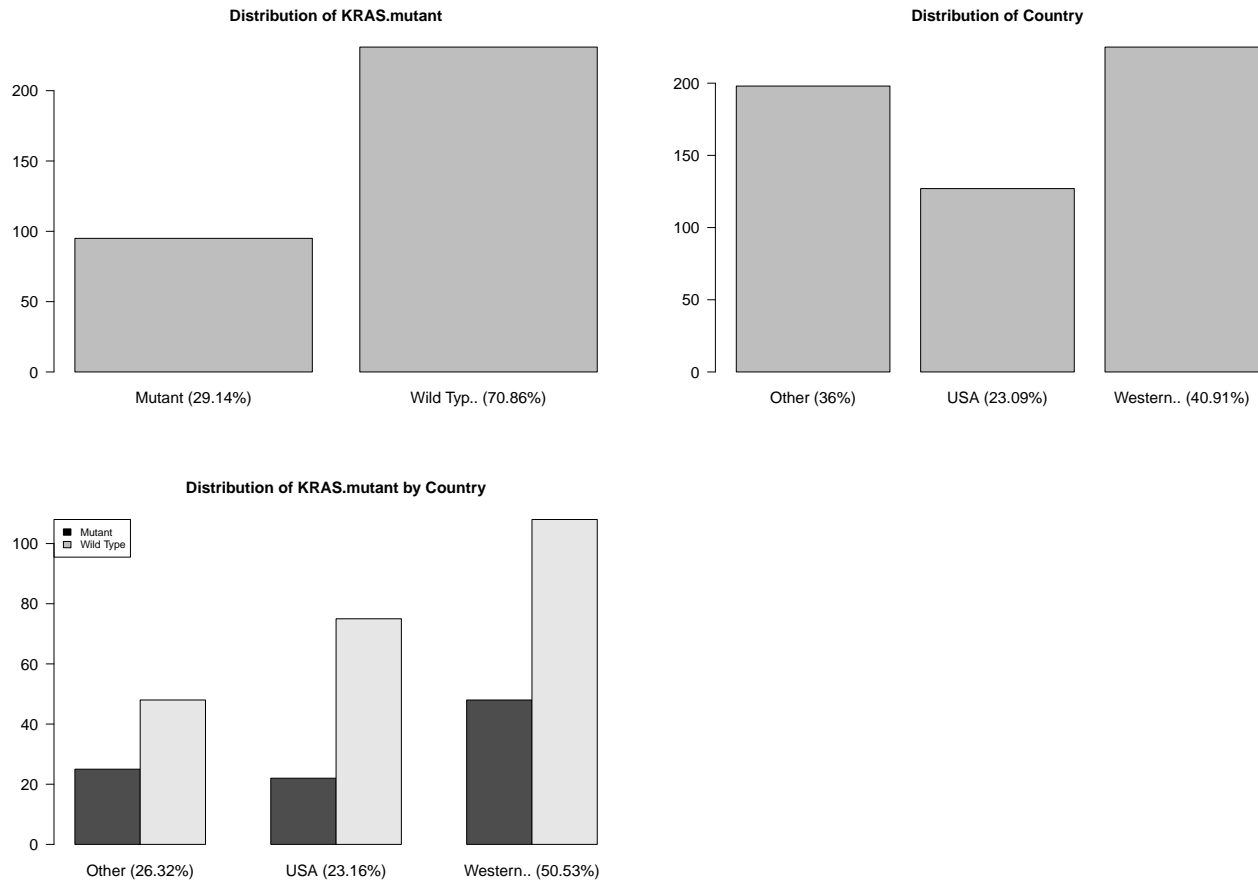 Distribution of KRAS.mutant
200
150
100
50
0
Mutant (29.14%) Wild Typ.. (70.86%)
Distribution of Country
200
150
100
50
0
Other (36%) USA (23.09%) Western.. (40.91%)
Distribution of KRAS.mutant by Country
Mutant
Wild Type
100
80
60
40
20
0
Other (26.32%) USA (23.16%) Western.. (50.53%)